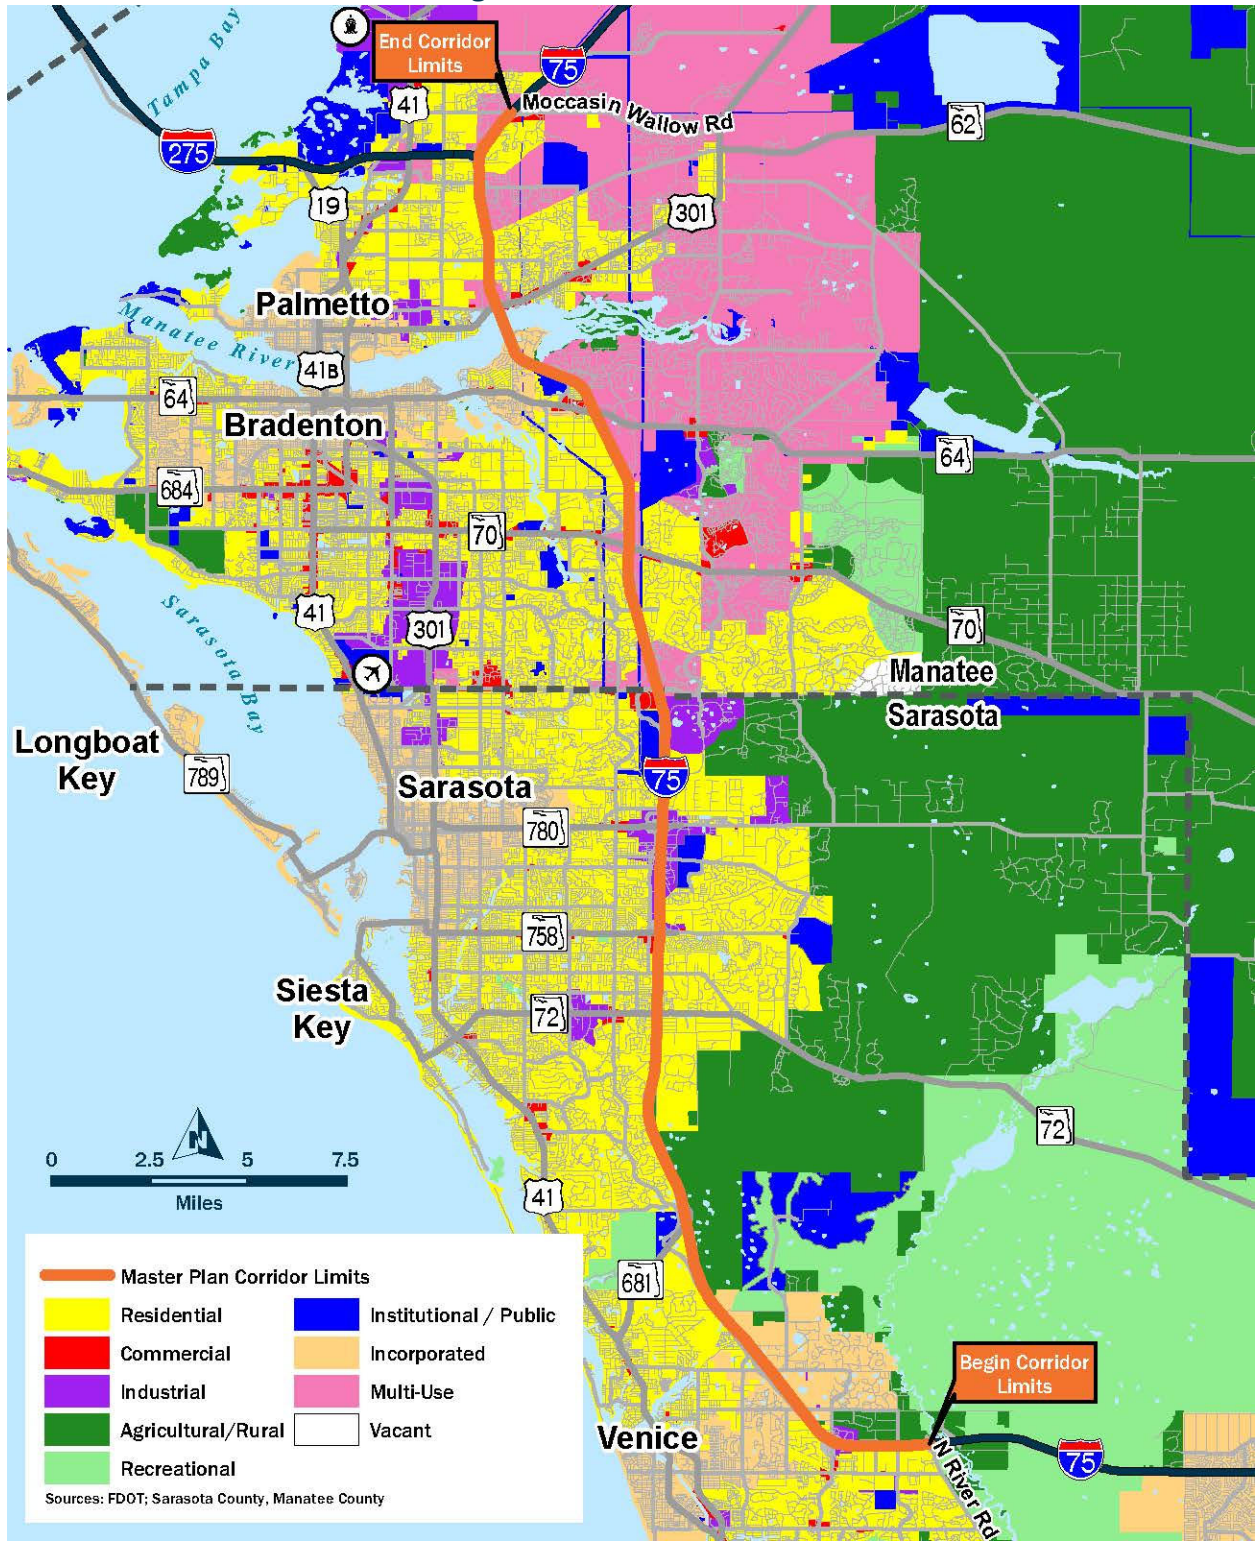 End Corridor
Limits
75
Tampa Bay
41
Moccasin Wallow Rd
62
275
19
301
Palmetto
Manatee River
41B
64
Bradenton
64
684
70
Sarasota Bay
41
301
70
Manatee
Sarasota
Longboat
Key
789
75
Sarasota
780
758
Siesta
Key
72
72
N
0 2.5 5 7.5
Miles
41
681
Master Plan Corridor Limits
Residential
Institutional / Public
Commercial
Incorporated
Industrial
Multi-Use
Agricultural/Rural
Vacant
Recreational
Sources: FDOT; Sarasota County, Manatee County
Begin Corridor
Limits
Venice
N River Rd
75